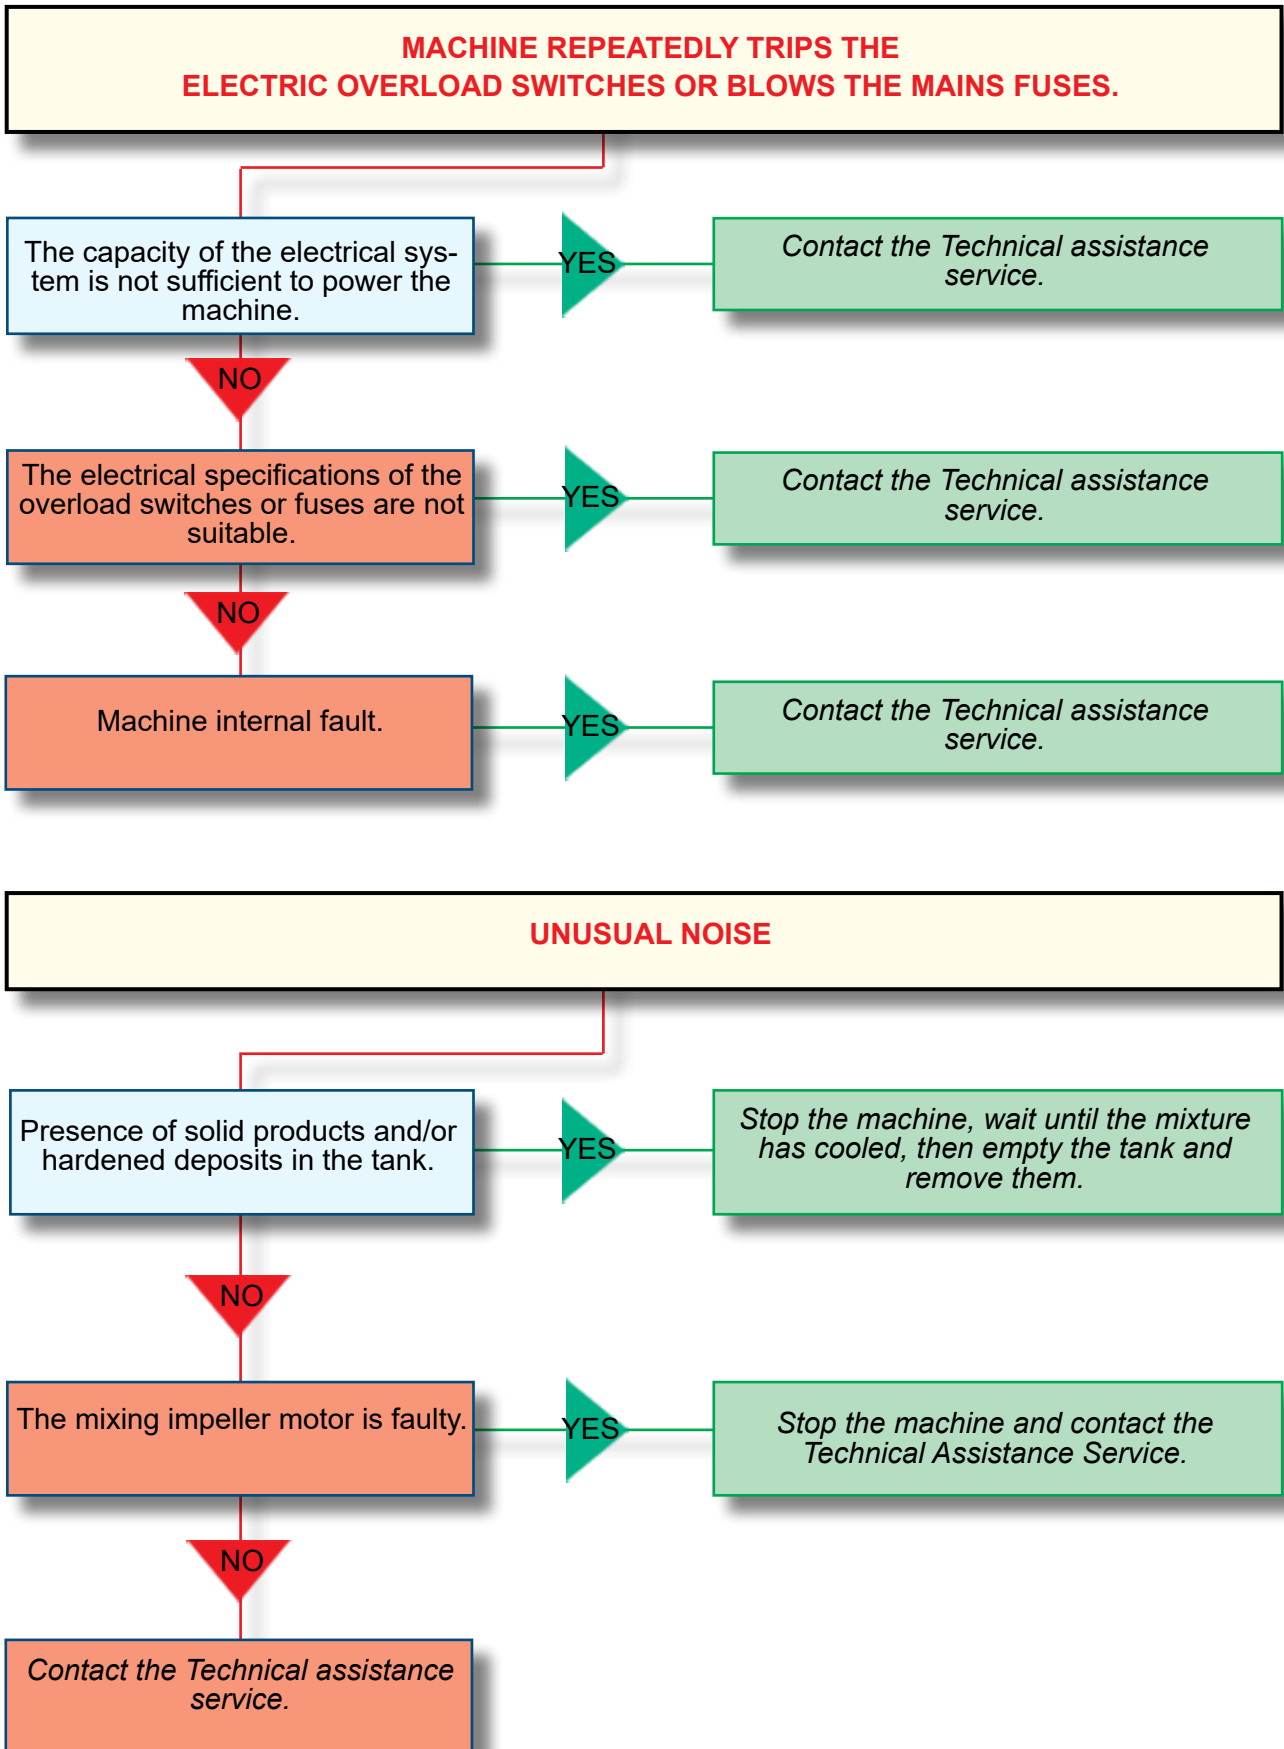 MACHINE REPEATEDLY TRIPS THE
ELECTRIC OVERLOAD SWITCHES OR BLOWS THE MAINS FUSES.
The capacity of the electrical sys-
tem is not sufficient to power the
machine.
YES
Contact the Technical assistance
service.
NO
The electrical specifications of the
overload switches or fuses are not
suitable.
YES
Contact the Technical assistance
service.
NO
Machine internal fault.
YES
Contact the Technical assistance
service.
UNUSUAL NOISE
Presence of solid products and/or
hardened deposits in the tank.
YES
Stop the machine, wait until the mixture
has cooled, then empty the tank and
remove them.
NO
The mixing impeller motor is faulty.
YES
Stop the machine and contact the
Technical Assistance Service.
NO
Contact the Technical assistance
service.